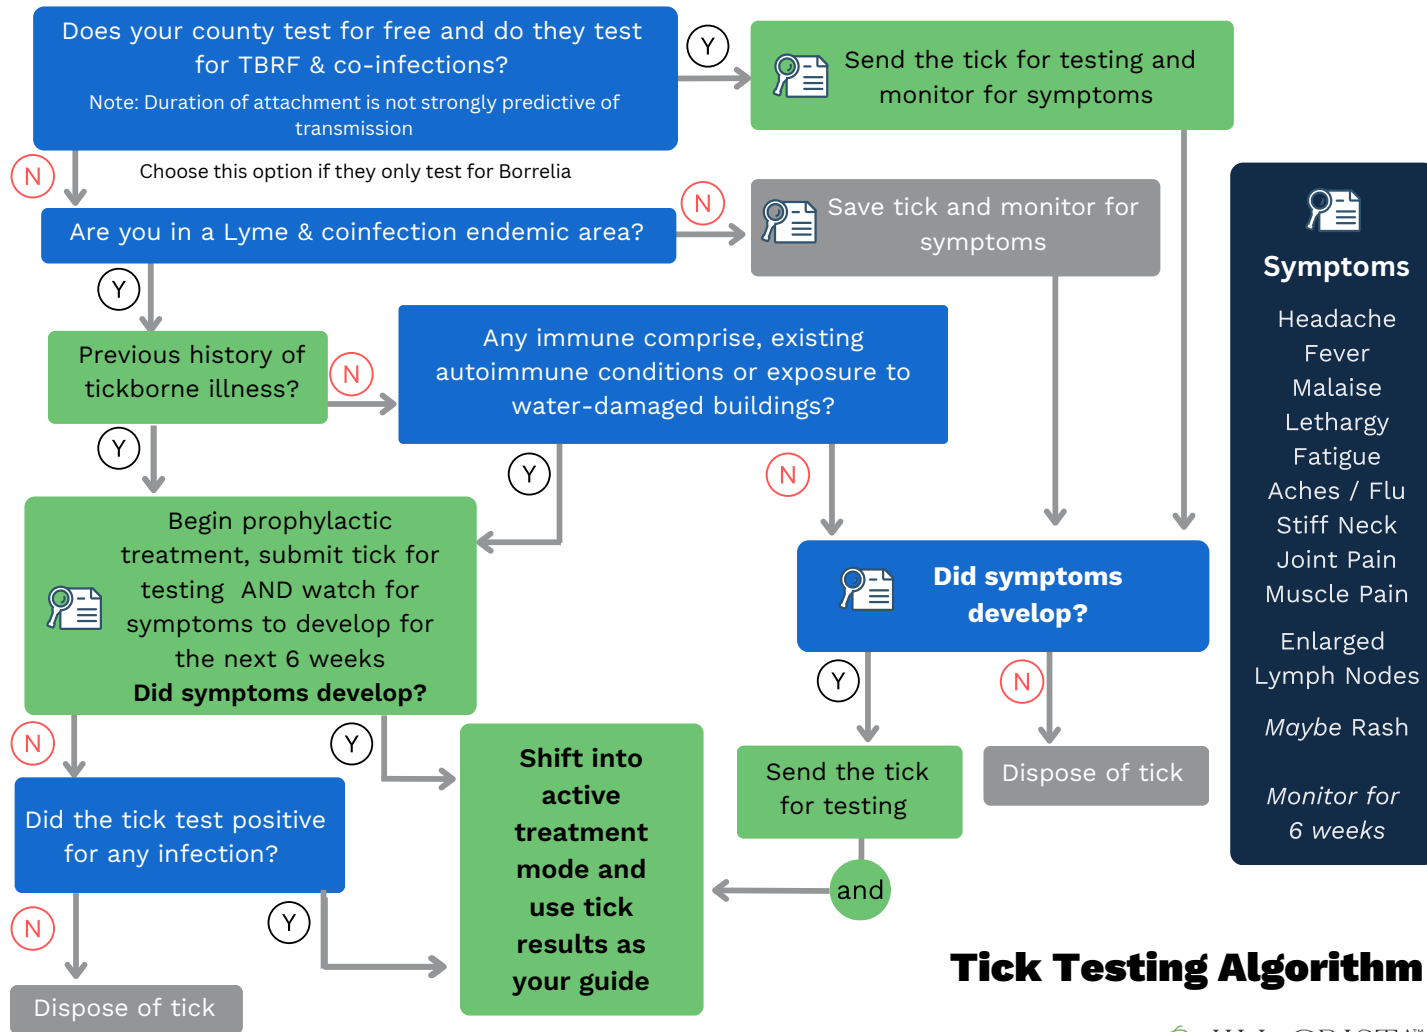 Does your county test for free and do they test
for TBRF & co-infections?
Note: Duration of attachment is not strongly predictive of
transmission
Y
Send the tick for testing and
monitor for symptoms
N
Choose this option if they only test for Borrelia
Are you in a Lyme & coinfection endemic area?
N
Save tick and monitor for
symptoms
Y
Previous history of
tickborne illness?
N
Any immune comprise, existing
autoimmune conditions or exposure to
water-damaged buildings?
Y
Y
N
Begin prophylactic
treatment, submit tick for
testing AND watch for
symptoms to develop for
the next 6 weeks
Did symptoms develop?
Did symptoms
develop?
N
Y
Y
N
Did the tick test positive
for any infection?
Shift into
active
treatment
mode and
use tick
results as
your guide
Send the tick
for testing
and
Dispose of tick
N
Y
Dispose of tick
Symptoms
Headache
Fever
Malaise
Lethargy
Fatigue
Aches / Flu
Stiff Neck
Joint Pain
Muscle Pain
Enlarged
Lymph Nodes
Maybe Rash
Monitor for
6 weeks
Tick Testing Algorithm